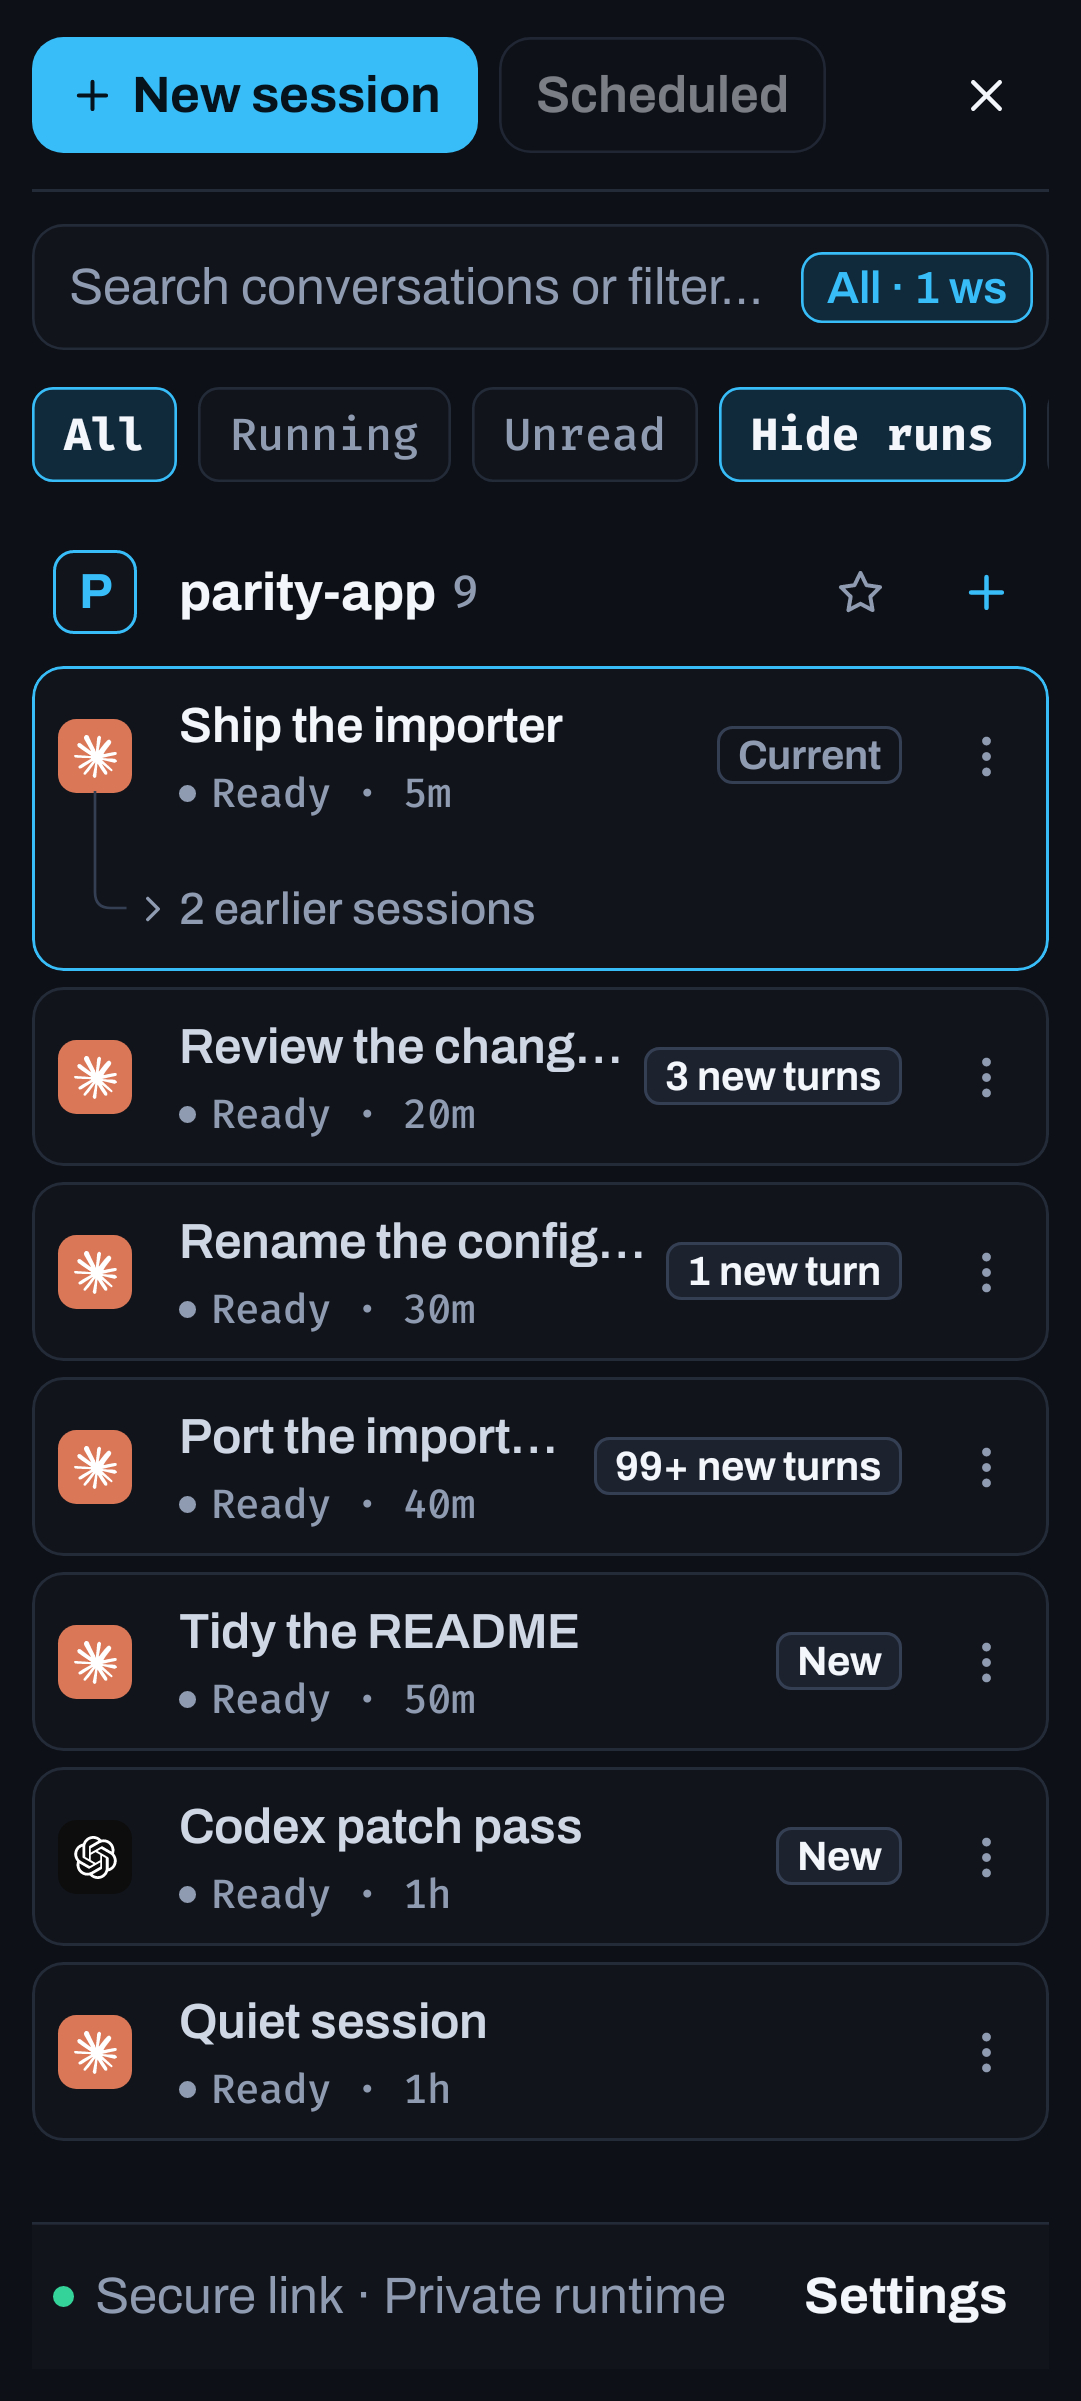 + New session
Scheduled
Search conversations or filter...
All · 1 ws
All
Running
Unread
Hide runs
P
parity-app 9
Ship the importer
Current
Ready · 5m
2 earlier sessions
Review the chang...
3 new turns
Ready · 20m
Rename the config...
1 new turn
Ready · 30m
Port the import...
99+ new turns
Ready · 40m
Tidy the README
New
Ready · 50m
Codex patch pass
New
Ready · 1h
Quiet session
Ready · 1h
Secure link · Private runtime
Settings